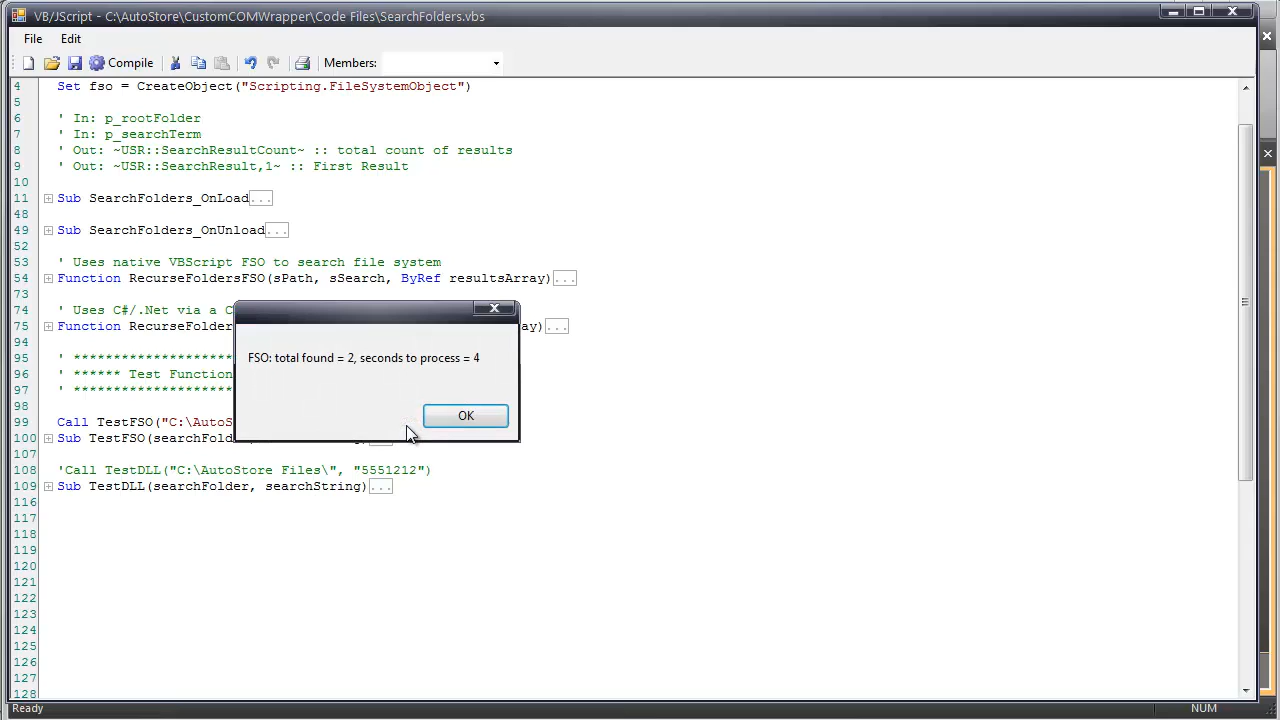 VB/JScript - C:\AutoStore\CustomCOMWrapper\Code Files\SearchFolders.vbs
File Edit
Compile Members:
4 Set fso = CreateObject("Scripting.FileSystemObject")
5
6 ' In: p_rootFolder
7 ' In: p_searchTerm
8 ' Out: ~USR::SearchResultCount~ :: total count of results
9 ' Out: ~USR::SearchResult,1~ :: First Result
10
11 Sub SearchFolders_OnLoad...
48
49 Sub SearchFolders_OnUnload...
52
53 ' Uses native VBScript FSO to search file system
54 Function RecurseFoldersFSO(sPath, sSearch, ByRef resultsArray)...
73
74 ' Uses C#/.Net via a C
75 Function RecurseFolder ay)...
94
95 ' ********************
96 ' ****** Test Function
97 ' ********************
98
99 Call TestFSO("C:\AutoS
100 Sub TestFSO(searchFold
107
108 'Call TestDLL("C:\AutoStore Files\", "5551212")
109 Sub TestDLL(searchFolder, searchString)...
116
117
118
119
120
121
122
123
124
125
126
127
128
FSO: total found = 2, seconds to process = 4
OK
Ready NUM